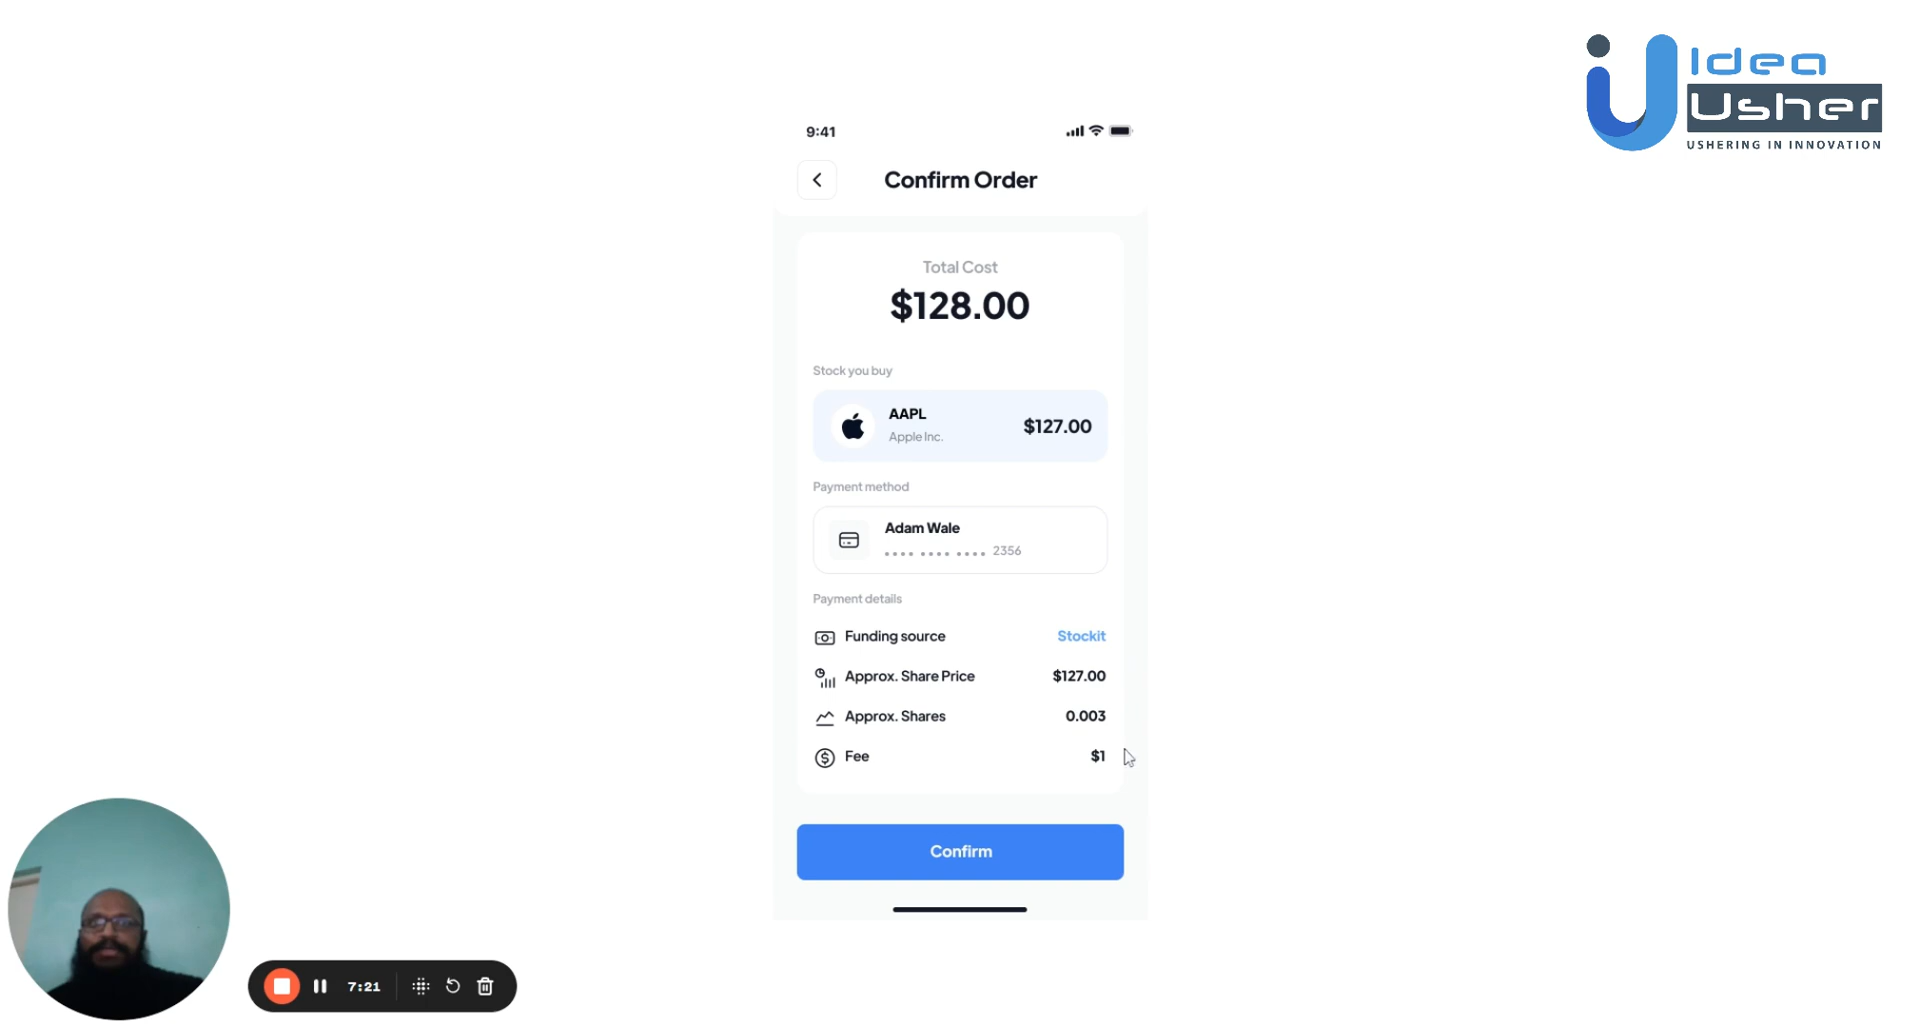 Idea
Usher
USHERING IN INNOVATION
9:41
Confirm Order
Total Cost
$128.00
Stock you buy
AAPL
Apple Inc.
$127.00
Payment method
Adam Wale
•••• •••• •••• 2356
Payment details
Funding source Stockit
Approx. Share Price $127.00
Approx. Shares 0.003
Fee $1
Confirm
7:21